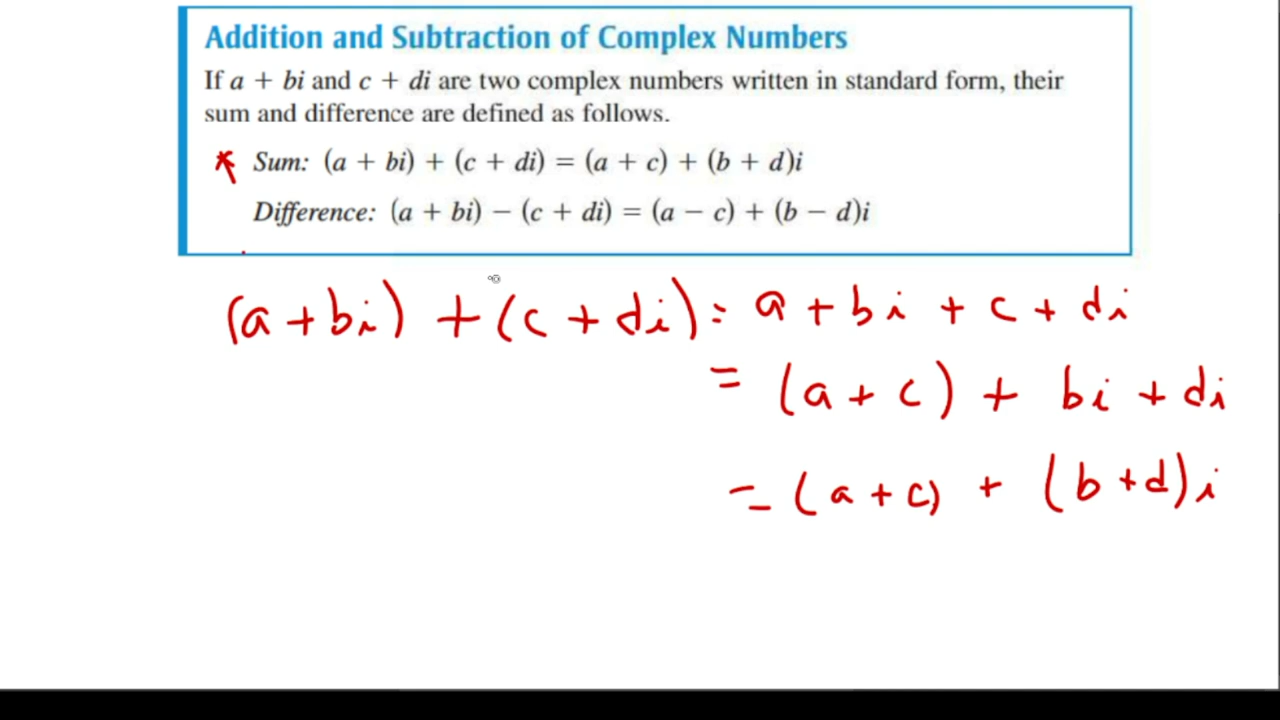 Addition and Subtraction of Complex Numbers
If a + bi and c + di are two complex numbers written in standard form, their
sum and difference are defined as follows.
Sum: (a + bi) + (c + di) = (a + c) + (b + d)i
Difference: (a + bi) − (c + di) = (a − c) + (b − d)i
(a + bi) + (c + di) = a + bi + c + di
= (a + c) + bi + di
= (a + c) + (b + d)i